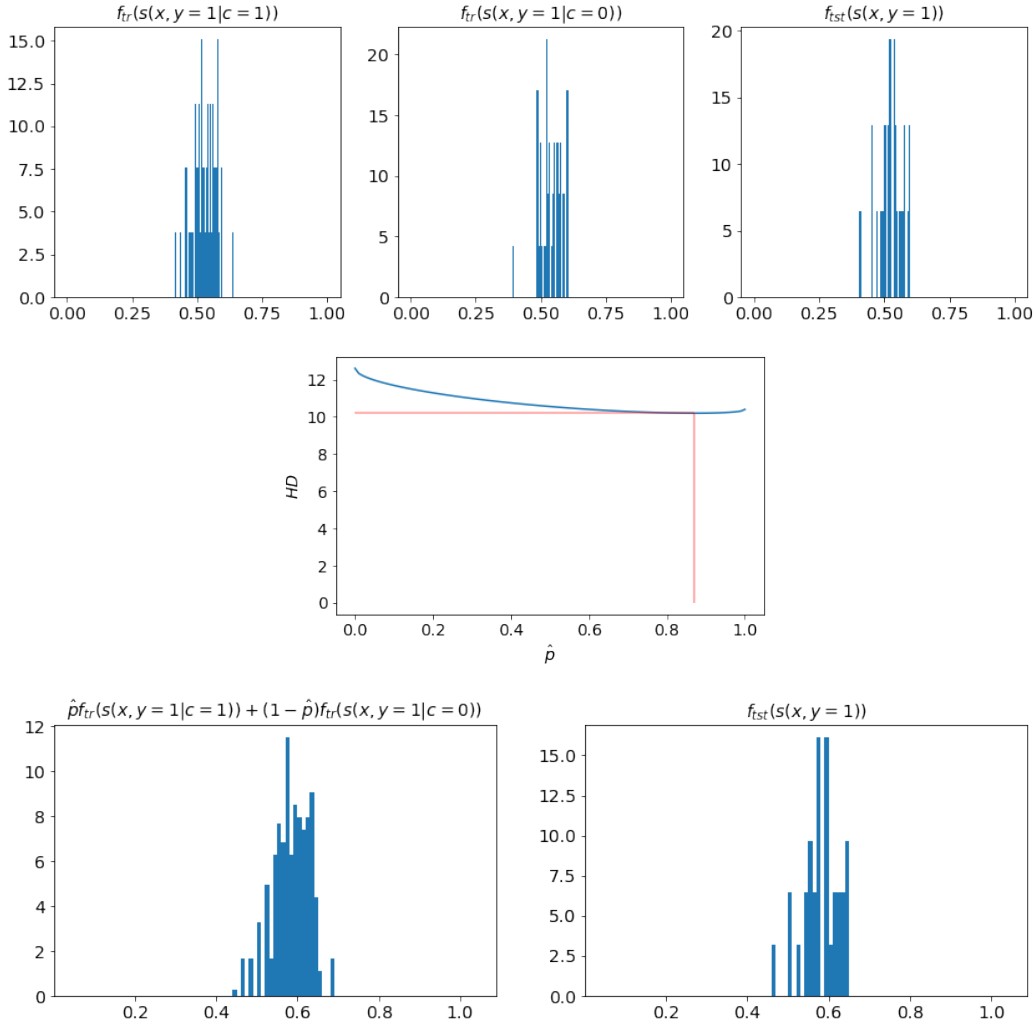 f_{tr}(s(x, y = 1|c = 1))
15.0
12.5
10.0
7.5
5.0
2.5
0.0
0.00 0.25 0.50 0.75 1.00
f_{tr}(s(x, y = 1|c = 0))
20
15
10
5
0
0.00 0.25 0.50 0.75 1.00
f_{tst}(s(x, y = 1))
20
15
10
5
0
0.00 0.25 0.50 0.75 1.00
HD
12
10
8
6
4
2
0
0.0 0.2 0.4 0.6 0.8 1.0
p̂
p̂f_{tr}(s(x, y = 1|c = 1)) + (1 − p̂)f_{tr}(s(x, y = 1|c = 0))
12
10
8
6
4
2
0
0.2 0.4 0.6 0.8 1.0
f_{tst}(s(x, y = 1))
15.0
12.5
10.0
7.5
5.0
2.5
0.0
0.2 0.4 0.6 0.8 1.0